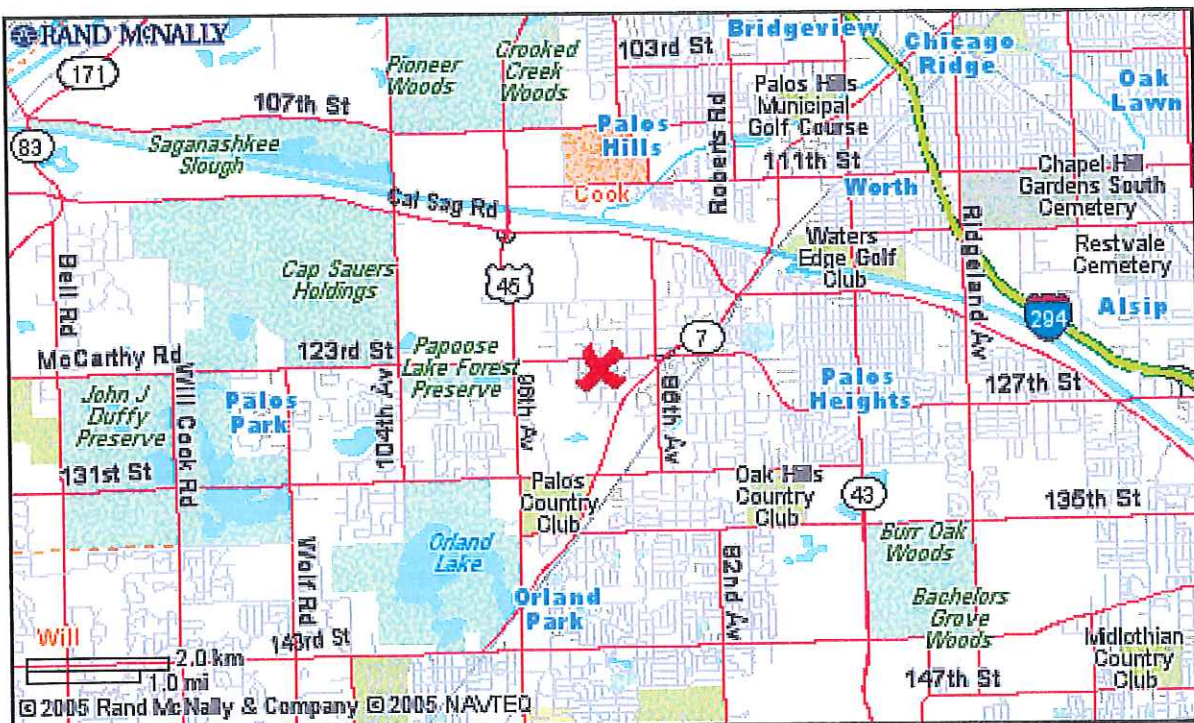 RAND McNALLY
171
Pioneer
Woods
Crooked
Creek
Woods
103rd St
Bridgeview
Chicago
Ridge
Oak
Lawn
107th St
Palos Hills
Municipal
Golf Course
83
Saganashkee
Slough
Palos
Hills
Roberts Rd
111th St
Chapel Hill
Gardens South
Cemetery
Cook
Worth
Cal Sag Rd
Ridgeland Av
Waters
Edge Golf
Club
Restvale
Cemetery
Bell Rd
Cap Sauers
Holdings
45
Alsip
294
7
McCarthy Rd
123rd St
Papoose
Lake Forest
Preserve
127th St
John J
Duffy
Preserve
Will Cook Rd
Palos
Park
104th Av
96th Av
86th Av
Palos
Heights
131st St
Palos
Country
Club
Oak Hills
Country
Club
43
135th St
Orland
Lake
Burr Oak
Woods
Wolf Rd
82nd Av
Orland
Park
Bachelors
Grove
Woods
Will
143rd St
Midlothian
Country
Club
2.0 km
1.0 mi
147th St
© 2005 Rand McNally & Company © 2005 NAVTEQ